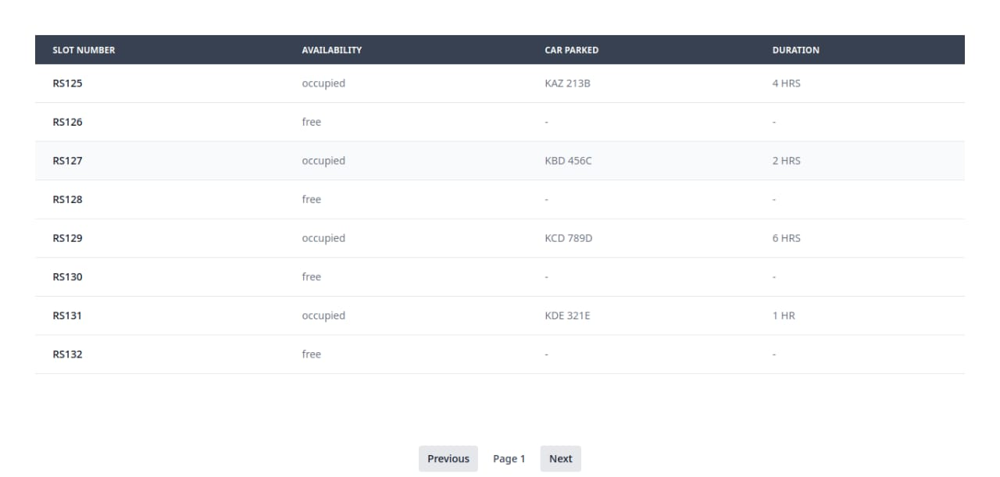 SLOT NUMBER AVAILABILITY CAR PARKED DURATION
RS125 occupied KAZ 213B 4 HRS
RS126 free - -
RS127 occupied KBD 456C 2 HRS
RS128 free - -
RS129 occupied KCD 789D 6 HRS
RS130 free - -
RS131 occupied KDE 321E 1 HR
RS132 free - -
Previous Page 1 Next